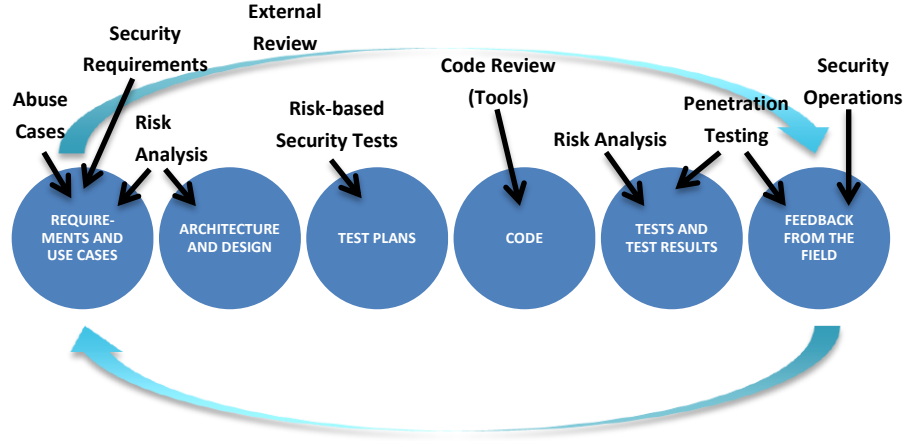 External
Review
Security
Requirements
Abuse
Cases
Risk
Analysis
Risk-based
Security Tests
Code Review
(Tools)
Risk Analysis
Penetration
Testing
Security
Operations
REQUIRE-
MENTS AND
USE CASES
ARCHITECTURE
AND DESIGN
TEST PLANS
CODE
TESTS AND
TEST RESULTS
FEEDBACK
FROM THE
FIELD